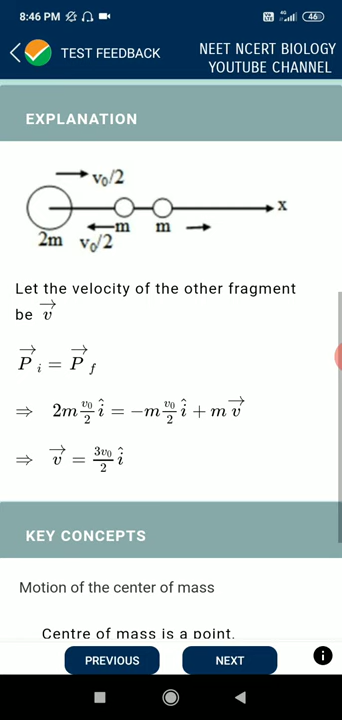 8:46 PM
4G
46
TEST FEEDBACK
NEET NCERT BIOLOGY
YOUTUBE CHANNEL
EXPLANATION
v₀/2
x
m
2m v₀/2 m
Let the velocity of the other fragment
be v⃗
P⃗ i = P⃗ f
⇒ 2m v₀/2 î = −m v₀/2 î + m v⃗
⇒ v⃗ = 3v₀/2 î
KEY CONCEPTS
Motion of the center of mass
Centre of mass is a point.
PREVIOUS
NEXT
i